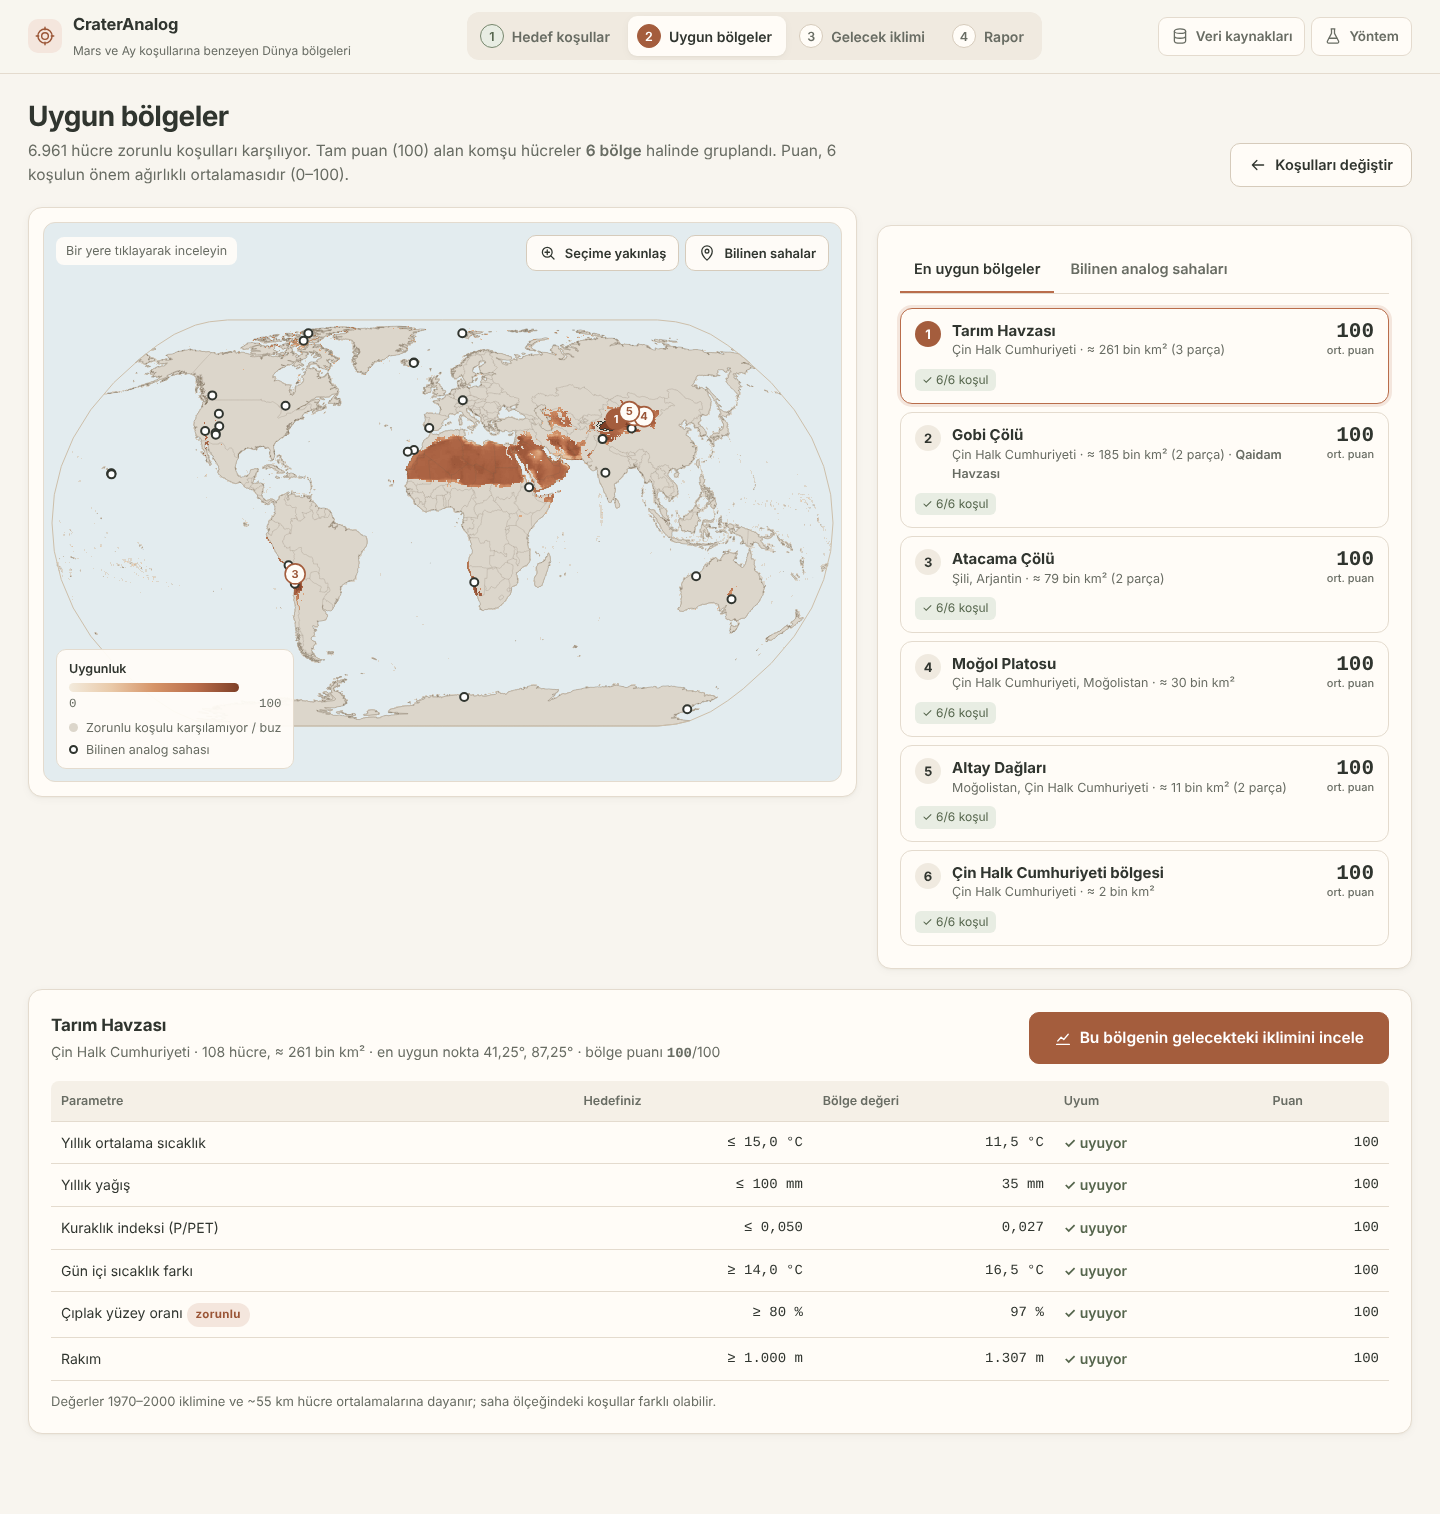 CraterAnalog
Mars ve Ay koşullarına benzeyen Dünya bölgeleri
1 Hedef koşullar
2 Uygun bölgeler
3 Gelecek iklimi
4 Rapor
Veri kaynakları
Yöntem
Uygun bölgeler
6.961 hücre zorunlu koşulları karşılıyor. Tam puan (100) alan komşu hücreler 6 bölge halinde gruplandı. Puan, 6
koşulun önem ağırlıklı ortalamasıdır (0–100).
← Koşulları değiştir
Bir yere tıklayarak inceleyin
Seçime yakınlaş
Bilinen sahalar
1
5
4
3
Uygunluk
0 100
Zorunlu koşulu karşılamıyor / buz
Bilinen analog sahası
En uygun bölgeler
Bilinen analog sahaları
1 Tarım Havzası 100
Çin Halk Cumhuriyeti · ≈ 261 bin km² (3 parça) ort. puan
✓ 6/6 koşul
2 Gobi Çölü 100
Çin Halk Cumhuriyeti · ≈ 185 bin km² (2 parça) · Qaidam ort. puan
Havzası
✓ 6/6 koşul
3 Atacama Çölü 100
Şili, Arjantin · ≈ 79 bin km² (2 parça) ort. puan
✓ 6/6 koşul
4 Moğol Platosu 100
Çin Halk Cumhuriyeti, Moğolistan · ≈ 30 bin km² ort. puan
✓ 6/6 koşul
5 Altay Dağları 100
Moğolistan, Çin Halk Cumhuriyeti · ≈ 11 bin km² (2 parça) ort. puan
✓ 6/6 koşul
6 Çin Halk Cumhuriyeti bölgesi 100
Çin Halk Cumhuriyeti · ≈ 2 bin km² ort. puan
✓ 6/6 koşul
Tarım Havzası
Çin Halk Cumhuriyeti · 108 hücre, ≈ 261 bin km² · en uygun nokta 41,25°, 87,25° · bölge puanı 100/100
Bu bölgenin gelecekteki iklimini incele
Parametre Hedefiniz Bölge değeri Uyum Puan
Yıllık ortalama sıcaklık ≤ 15,0 °C 11,5 °C ✓ uyuyor 100
Yıllık yağış ≤ 100 mm 35 mm ✓ uyuyor 100
Kuraklık indeksi (P/PET) ≤ 0,050 0,027 ✓ uyuyor 100
Gün içi sıcaklık farkı ≥ 14,0 °C 16,5 °C ✓ uyuyor 100
Çıplak yüzey oranı zorunlu ≥ 80 % 97 % ✓ uyuyor 100
Rakım ≥ 1.000 m 1.307 m ✓ uyuyor 100
Değerler 1970–2000 iklimine ve ~55 km hücre ortalamalarına dayanır; saha ölçeğindeki koşullar farklı olabilir.